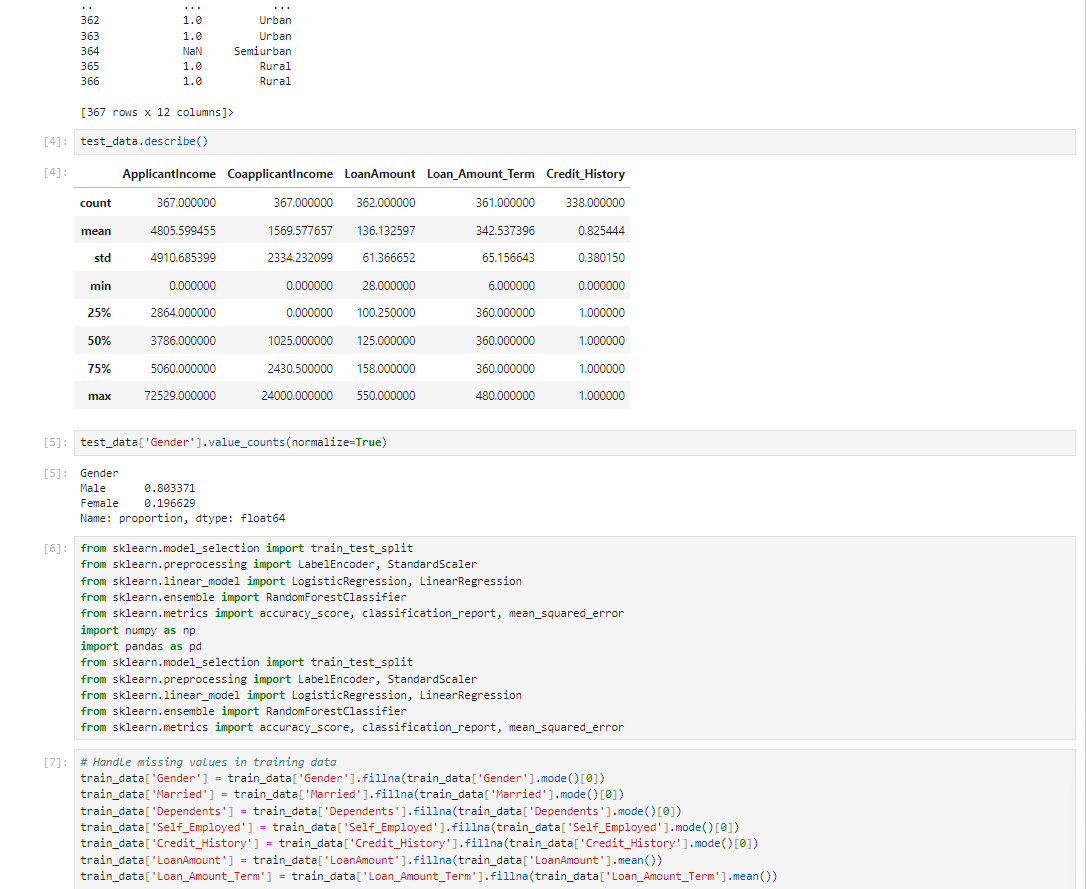 ..           ...        ...
362          1.0      Urban
363          1.0      Urban
364          NaN  Semiurban
365          1.0      Rural
366          1.0      Rural
[367 rows x 12 columns]>
[4]: test_data.describe()
[4]:
ApplicantIncome CoapplicantIncome LoanAmount Loan_Amount_Term Credit_History
count 367.000000 367.000000 362.000000 361.000000 338.000000
mean 4805.599455 1569.577657 136.132597 342.537396 0.825444
std 4910.685399 2334.232099 61.366652 65.156643 0.380150
min 0.000000 0.000000 28.000000 6.000000 0.000000
25% 2864.000000 0.000000 100.250000 360.000000 1.000000
50% 3786.000000 1025.000000 125.000000 360.000000 1.000000
75% 5060.000000 2430.500000 158.000000 360.000000 1.000000
max 72529.000000 24000.000000 550.000000 480.000000 1.000000
[5]: test_data['Gender'].value_counts(normalize=True)
[5]: Gender
Male      0.803371
Female    0.196629
Name: proportion, dtype: float64
[6]: from sklearn.model_selection import train_test_split
from sklearn.preprocessing import LabelEncoder, StandardScaler
from sklearn.linear_model import LogisticRegression, LinearRegression
from sklearn.ensemble import RandomForestClassifier
from sklearn.metrics import accuracy_score, classification_report, mean_squared_error
import numpy as np
import pandas as pd
from sklearn.model_selection import train_test_split
from sklearn.preprocessing import LabelEncoder, StandardScaler
from sklearn.linear_model import LogisticRegression, LinearRegression
from sklearn.ensemble import RandomForestClassifier
from sklearn.metrics import accuracy_score, classification_report, mean_squared_error
[7]: # Handle missing values in training data
train_data['Gender'] = train_data['Gender'].fillna(train_data['Gender'].mode()[0])
train_data['Married'] = train_data['Married'].fillna(train_data['Married'].mode()[0])
train_data['Dependents'] = train_data['Dependents'].fillna(train_data['Dependents'].mode()[0])
train_data['Self_Employed'] = train_data['Self_Employed'].fillna(train_data['Self_Employed'].mode()[0])
train_data['Credit_History'] = train_data['Credit_History'].fillna(train_data['Credit_History'].mode()[0])
train_data['LoanAmount'] = train_data['LoanAmount'].fillna(train_data['LoanAmount'].mean())
train_data['Loan_Amount_Term'] = train_data['Loan_Amount_Term'].fillna(train_data['Loan_Amount_Term'].mean())